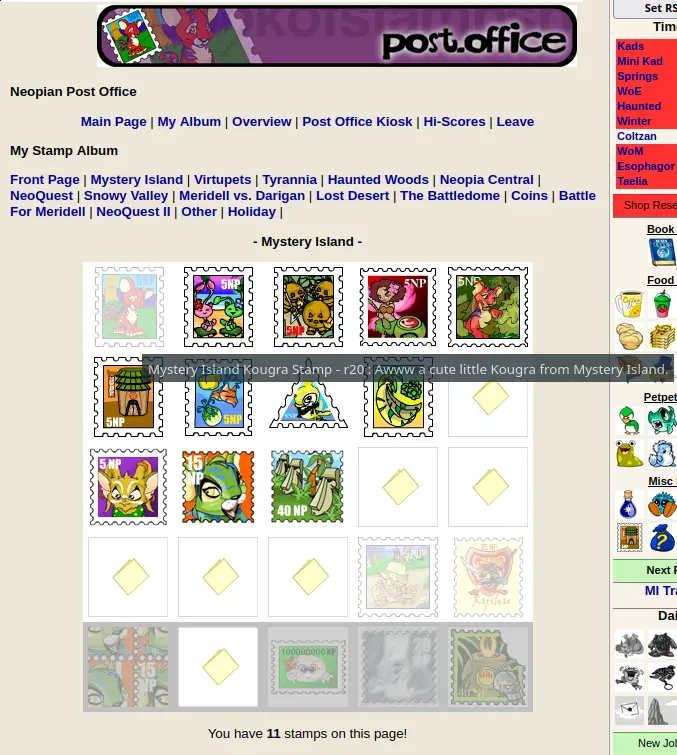 post.office
Set RS
Neopian Post Office
Main Page | My Album | Overview | Post Office Kiosk | Hi-Scores | Leave
My Stamp Album
Front Page | Mystery Island | Virtupets | Tyrannia | Haunted Woods | Neopia Central |
NeoQuest | Snowy Valley | Meridell vs. Darigan | Lost Desert | The Battledome | Coins | Battle
For Meridell | NeoQuest II | Other | Holiday |
- Mystery Island -
5NP
5NP
5NP
5NP
Mystery Island Kougra Stamp - r20 : Awww a cute little Kougra from Mystery Island.
5NP
5NP
5NP
15
NP
40 NP
5NP
100000000 NP
15
NP
You have 11 stamps on this page!
Kads
Mini Kad
Springs
WoE
Haunted
Winter
Coltzan
WoM
Esophagor
Taelia
Shop Rese
Book
Food
Petpet
Misc
Next
MI Tra
Dai
New Jol